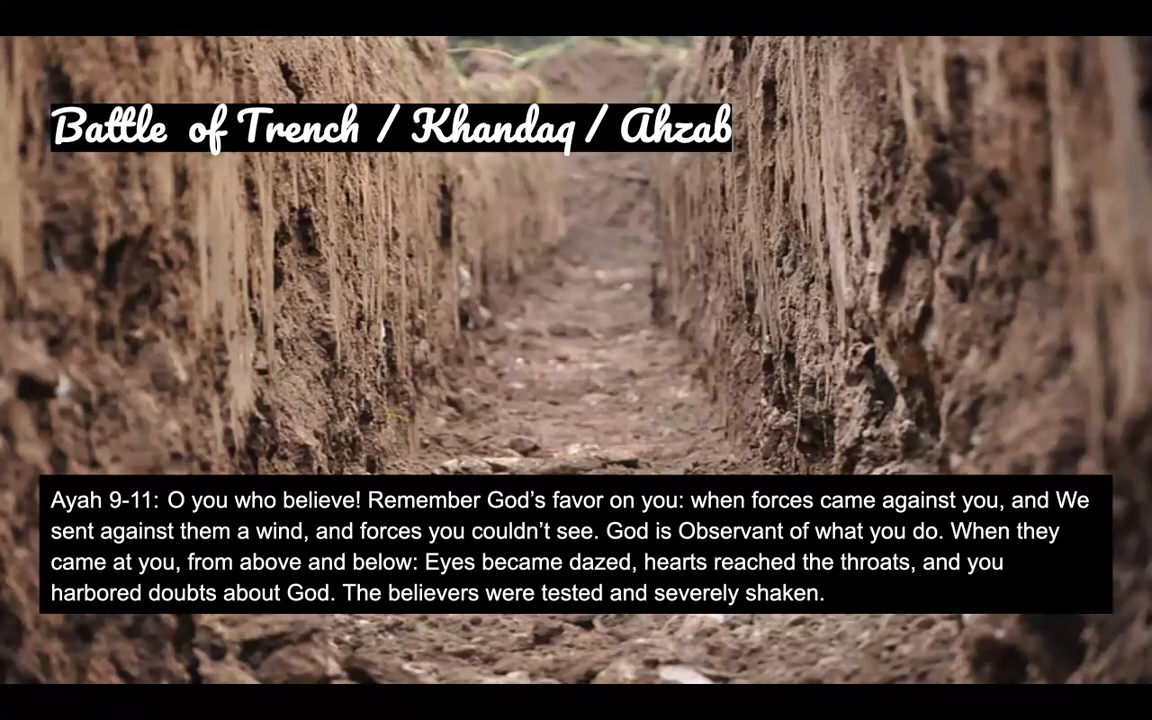 Battle of Trench / Khandaq / Ahzab
Ayah 9-11: O you who believe! Remember God’s favor on you: when forces came against you, and We
sent against them a wind, and forces you couldn’t see. God is Observant of what you do. When they
came at you, from above and below: Eyes became dazed, hearts reached the throats, and you
harbored doubts about God. The believers were tested and severely shaken.